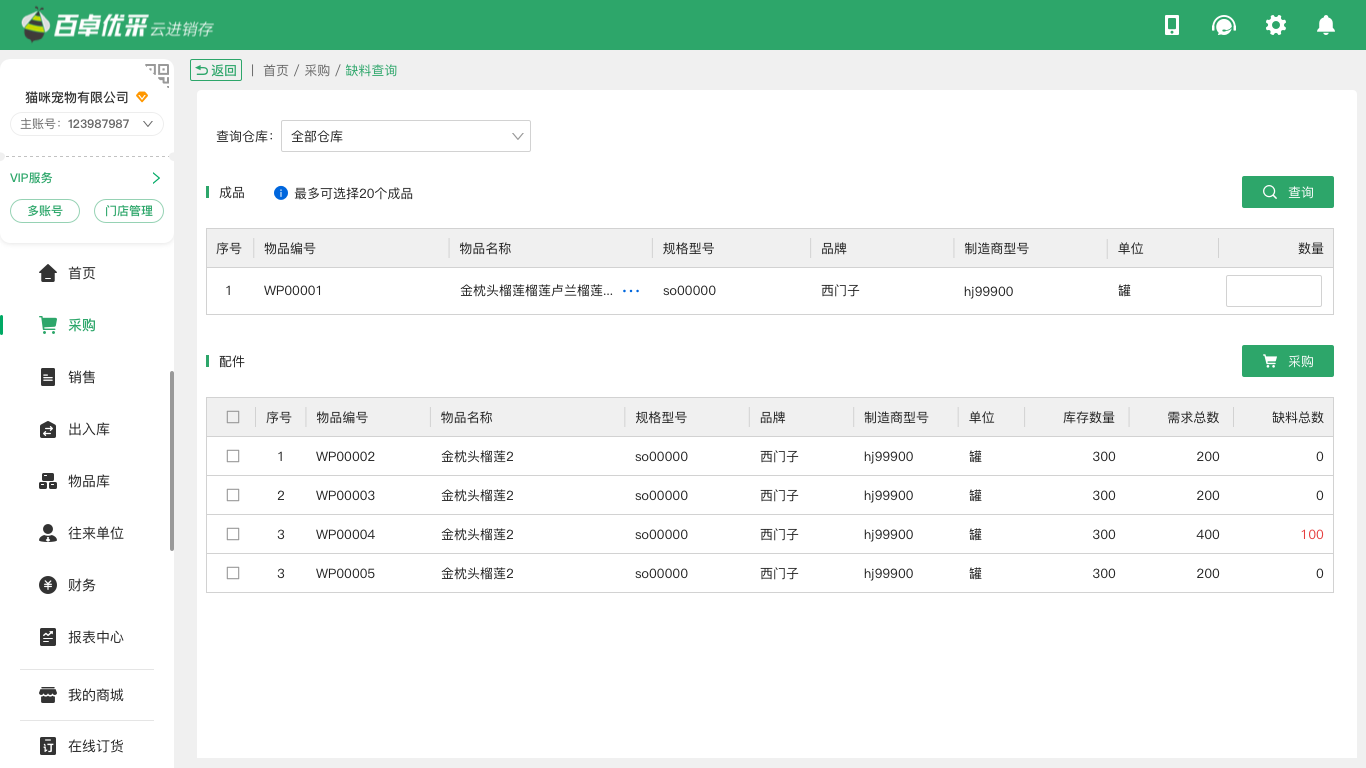 百卓优采 云进销存
返回 | 首页 / 采购 / 缺料查询
猫咪宠物有限公司
主账号: 123987987
VIP服务
多账号 门店管理
首页
采购
销售
出入库
物品库
往来单位
财务
报表中心
我的商城
在线订货
查询仓库: 全部仓库
成品 最多可选择20个成品 查询
序号 物品编号 物品名称 规格型号 品牌 制造商型号 单位 数量
1 WP00001 金枕头榴莲榴莲卢兰榴莲... ··· so00000 西门子 hj99900 罐
配件 采购
序号 物品编号 物品名称 规格型号 品牌 制造商型号 单位 库存数量 需求总数 缺料总数
1 WP00002 金枕头榴莲2 so00000 西门子 hj99900 罐 300 200 0
2 WP00003 金枕头榴莲2 so00000 西门子 hj99900 罐 300 200 0
3 WP00004 金枕头榴莲2 so00000 西门子 hj99900 罐 300 400 100
3 WP00005 金枕头榴莲2 so00000 西门子 hj99900 罐 300 200 0